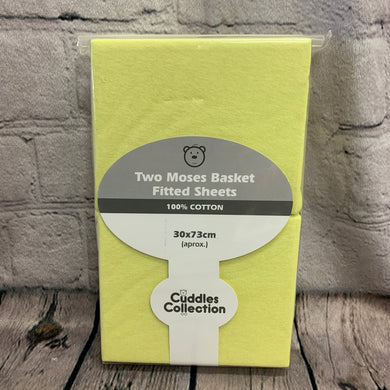 Two Moses Basket
Fitted Sheets
100% COTTON
30x73cm
(aprox.)
Cuddles
Collection